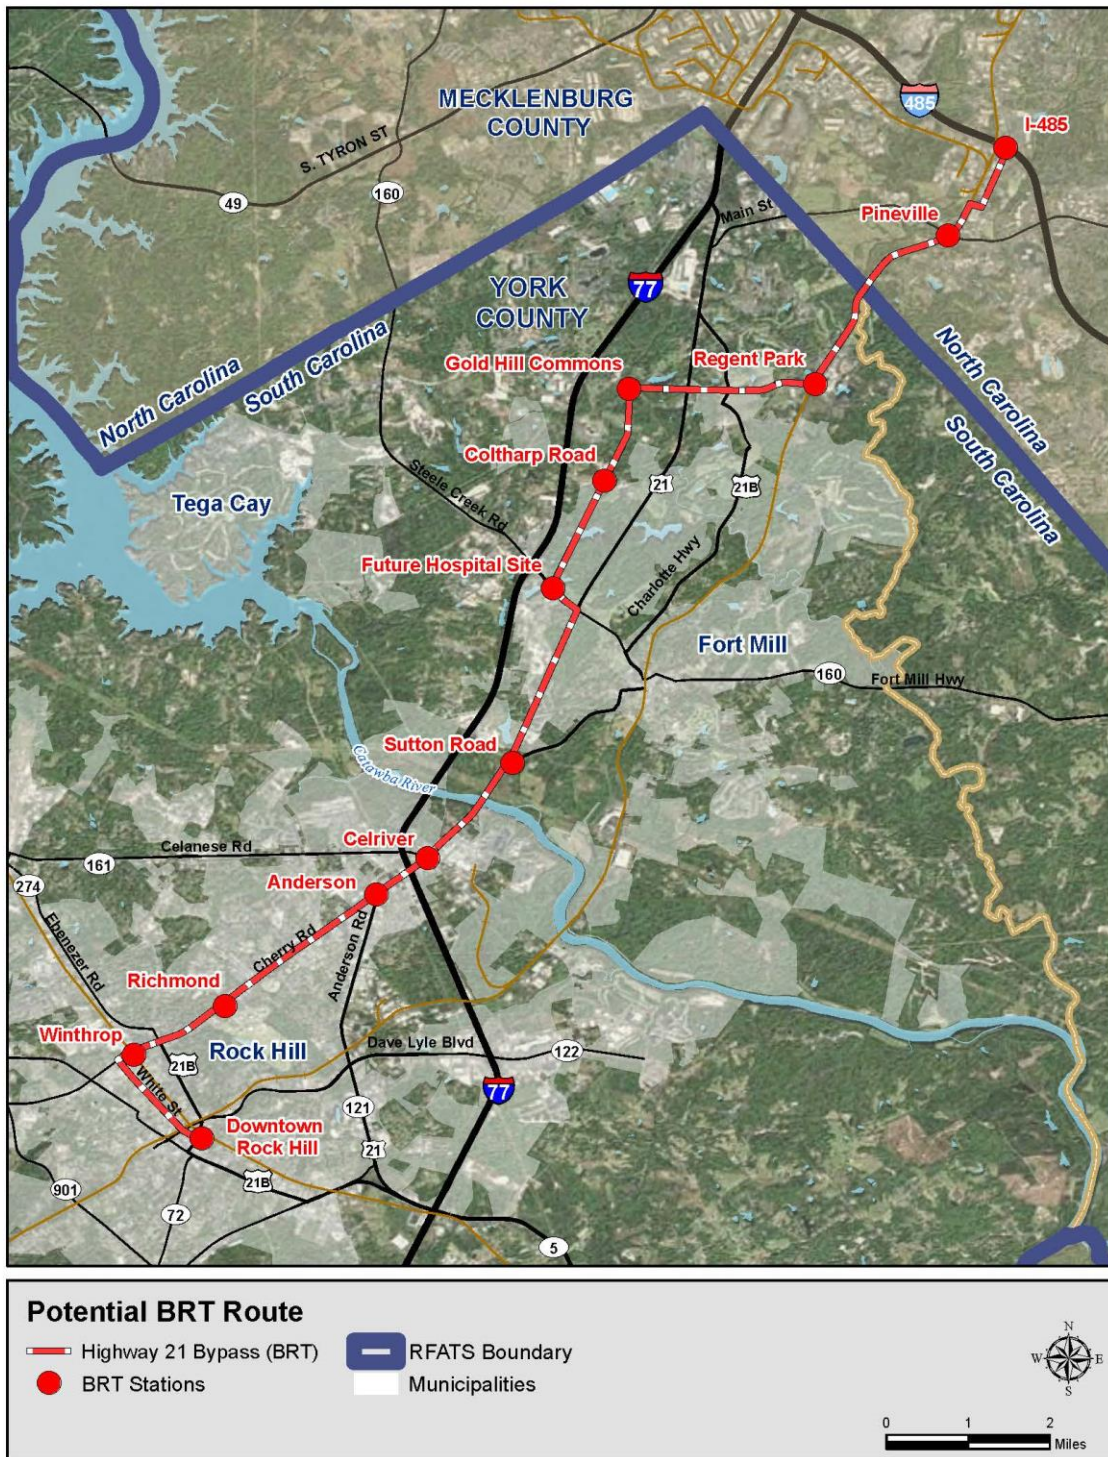 MECKLENBURG
COUNTY
485
I-485
S. TYRON ST
160
49
Pineville
Main St
77
YORK
COUNTY
North Carolina
South Carolina
Gold Hill Commons
Regent Park
North Carolina
South Carolina
Coltharp Road
21
21B
Tega Cay
Steele Creek Rd
Future Hospital Site
Charlotte Hwy
Fort Mill
160
Fort Mill Hwy
Sutton Road
Catawba River
Celriver
Celanese Rd
161
274
Anderson
Ebenezer Rd
Cherry Rd
Anderson Rd
Richmond
Winthrop
Rock Hill
Dave Lyle Blvd
122
21B
White St
77
121
Downtown
Rock Hill
21
21B
901
72
5
Potential BRT Route
Highway 21 Bypass (BRT)
RFATS Boundary
BRT Stations
Municipalities
N
W E
S
0 1 2
Miles